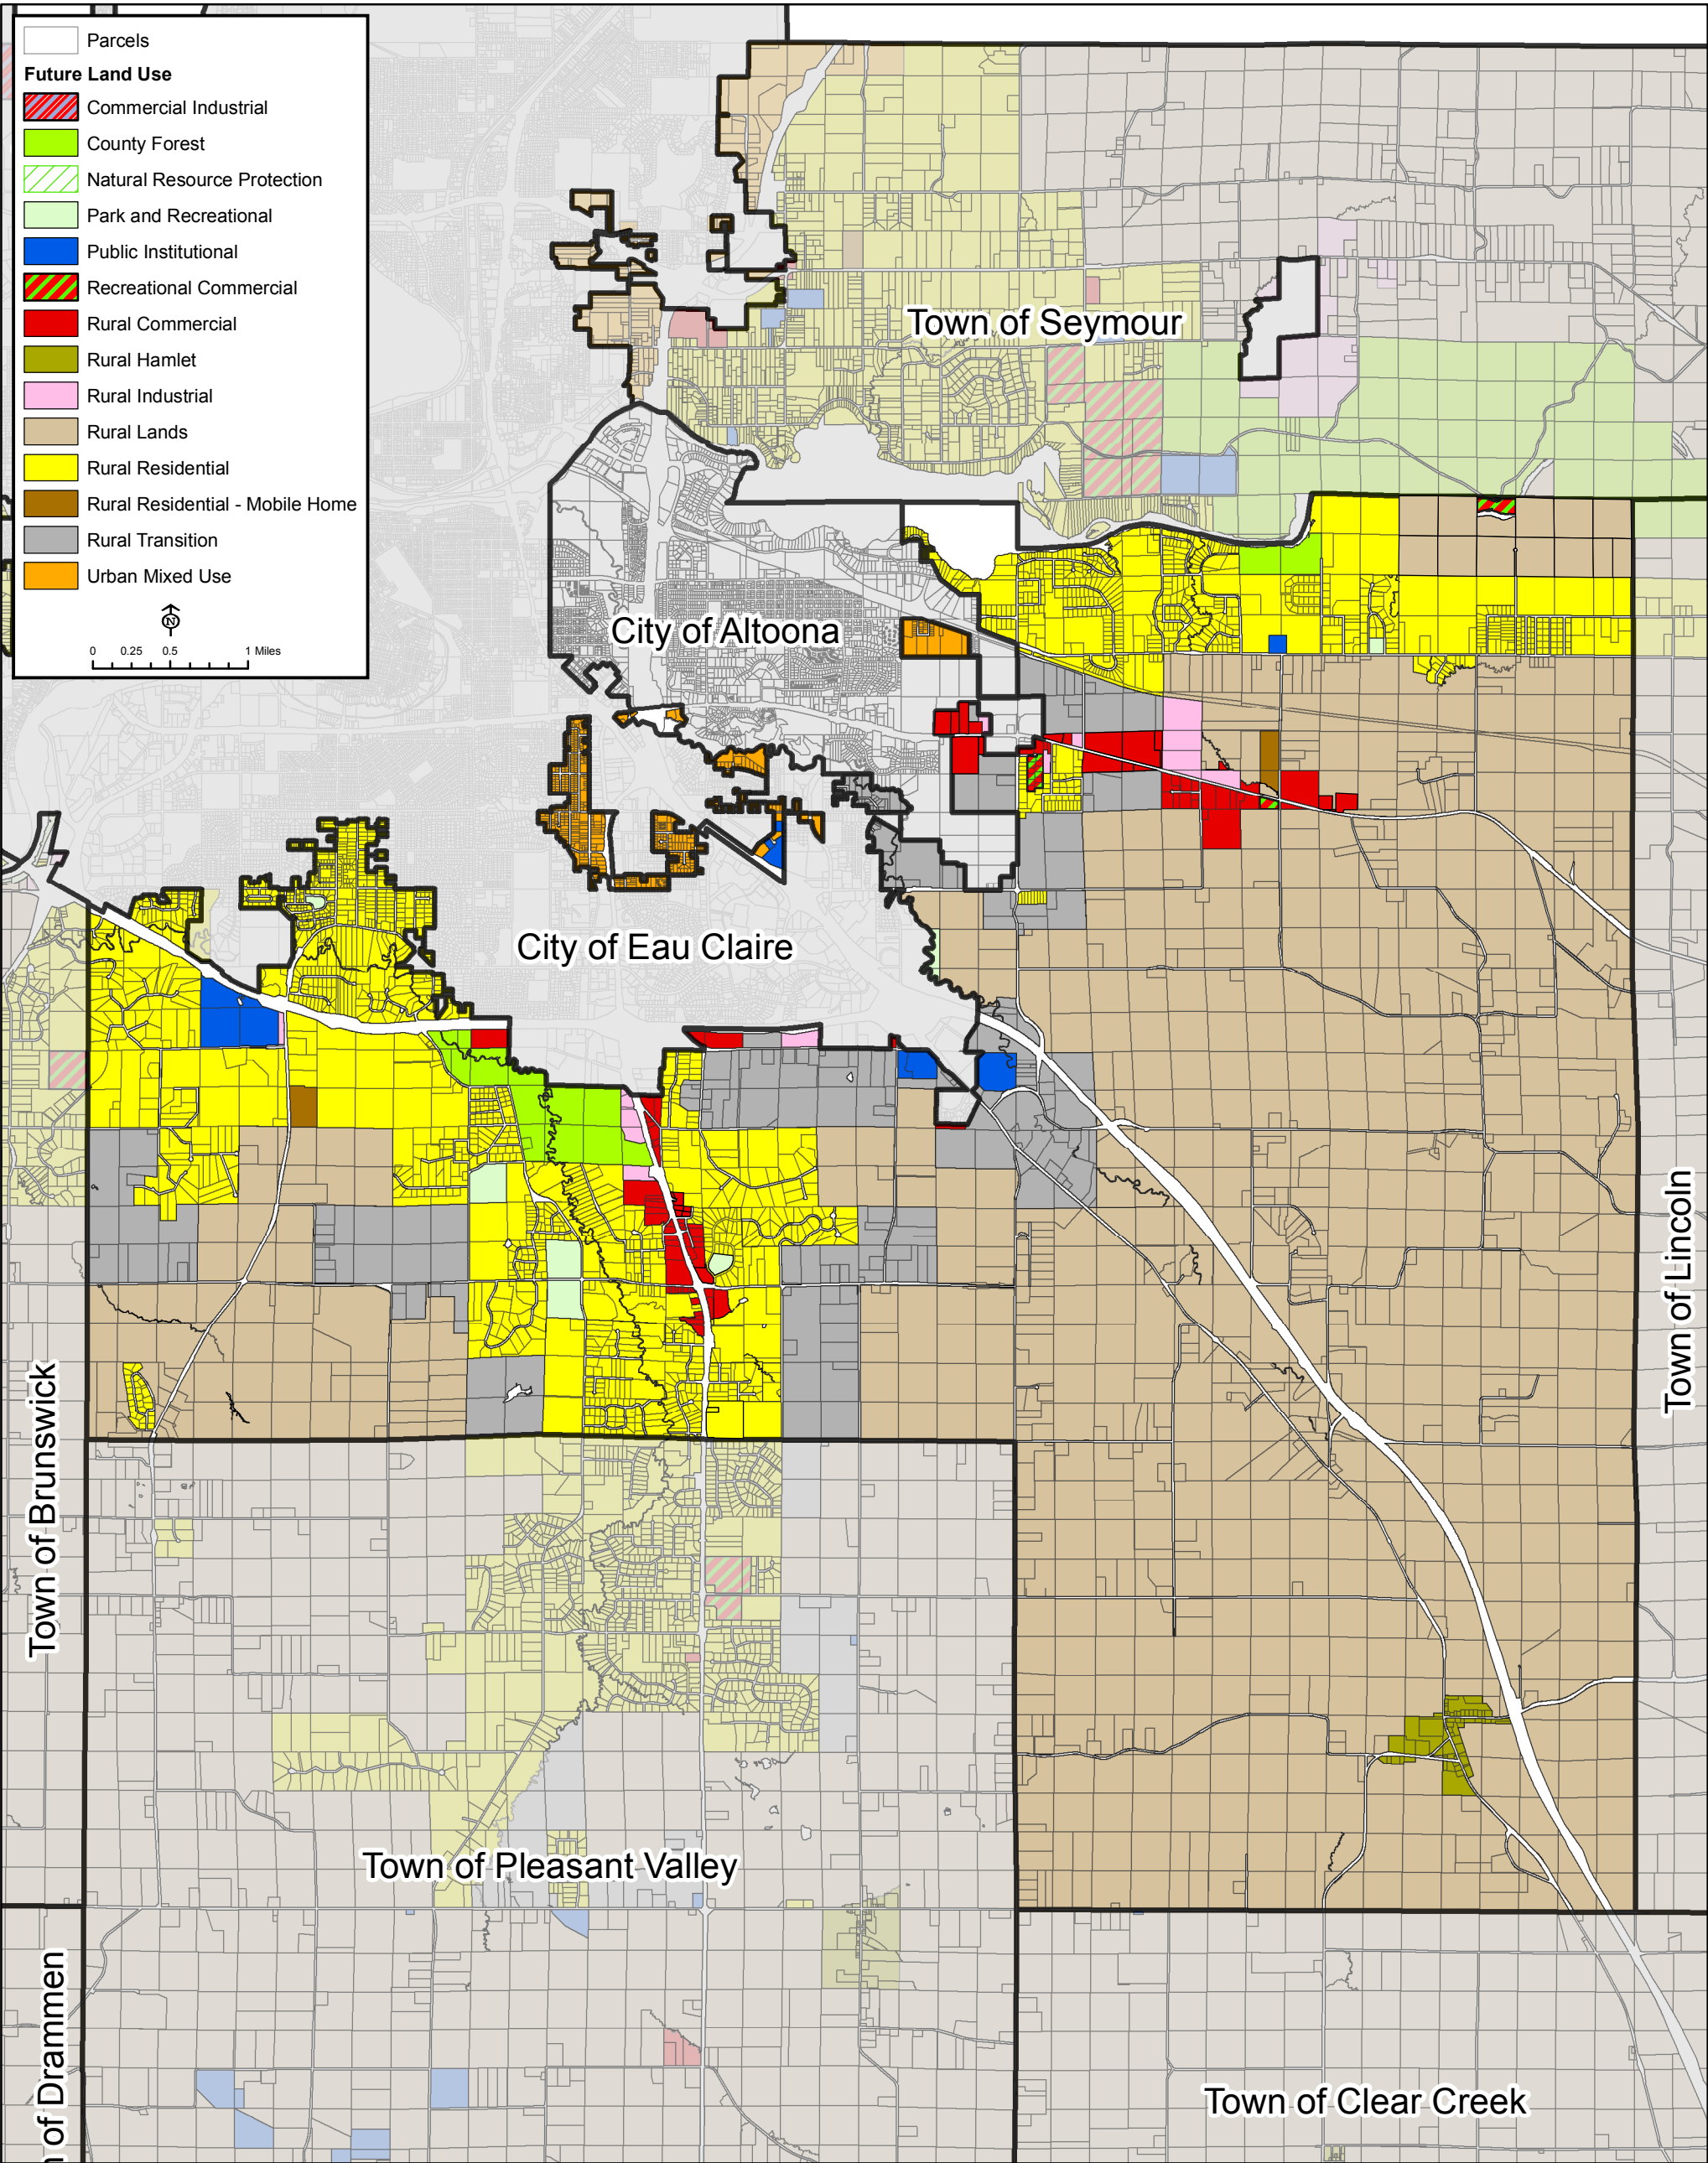 Parcels
Future Land Use
Commercial Industrial
County Forest
Natural Resource Protection
Park and Recreational
Public Institutional
Recreational Commercial
Rural Commercial
Rural Hamlet
Rural Industrial
Rural Lands
Rural Residential
Rural Residential - Mobile Home
Rural Transition
Urban Mixed Use
N
0 0.25 0.5 1 Miles
Town of Seymour
City of Altoona
City of Eau Claire
Town of Lincoln
Town of Brunswick
Town of Pleasant Valley
of Drammen
Town of Clear Creek